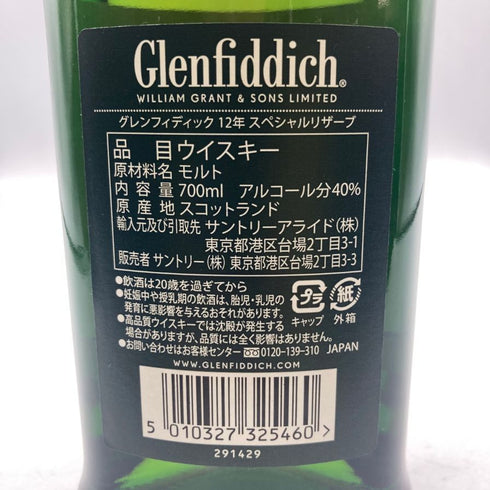 Glenfiddich®
WILLIAM GRANT & SONS LIMITED
グレンフィディック 12年 スペシャルリザーブ
品　目 ウイスキー
原材料名 モルト
内 容 量 700ml　アルコール分40%
原 産 地 スコットランド
輸入元及び引取先 サントリーアライド(株)
東京都港区台場2丁目3-1
販売者 サントリー(株) 東京都港区台場2丁目3-3
●飲酒は20歳を過ぎてから
●妊娠中や授乳期の飲酒は、胎児・乳児の
発育に悪影響を与えるおそれがあります。
●高品質ウイスキーでは沈殿が発生する
場合がありますが、品質には全く影響はありません。
●お問い合わせはお客様センター 0120-139-310 JAPAN
プラ 紙
キャップ 外箱
WWW.GLENFIDDICH.COM
5 010327 325460 >
291429